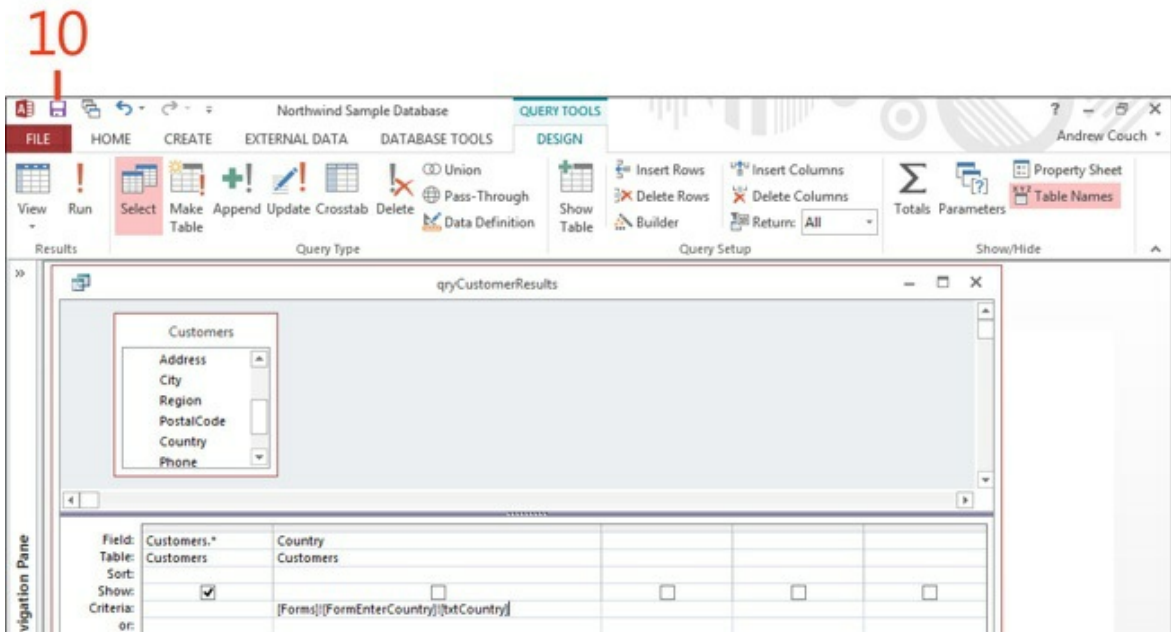 10
Northwind Sample Database
QUERY TOOLS
?
FILE HOME CREATE EXTERNAL DATA DATABASE TOOLS DESIGN
Andrew Couch
View
Run
Select
Make Table
Append
Update
Crosstab
Delete
Union
Pass-Through
Data Definition
Show Table
Insert Rows
Delete Rows
Builder
Insert Columns
Delete Columns
Return: All
Totals
Parameters
Property Sheet
Table Names
Results
Query Type
Query Setup
Show/Hide
qryCustomerResults
Customers
Address
City
Region
PostalCode
Country
Phone
Field: Customers.* Country
Table: Customers Customers
Sort:
Show:
Criteria: [Forms]![FormEnterCountry]![txtCountry]
or:
vigation Pane